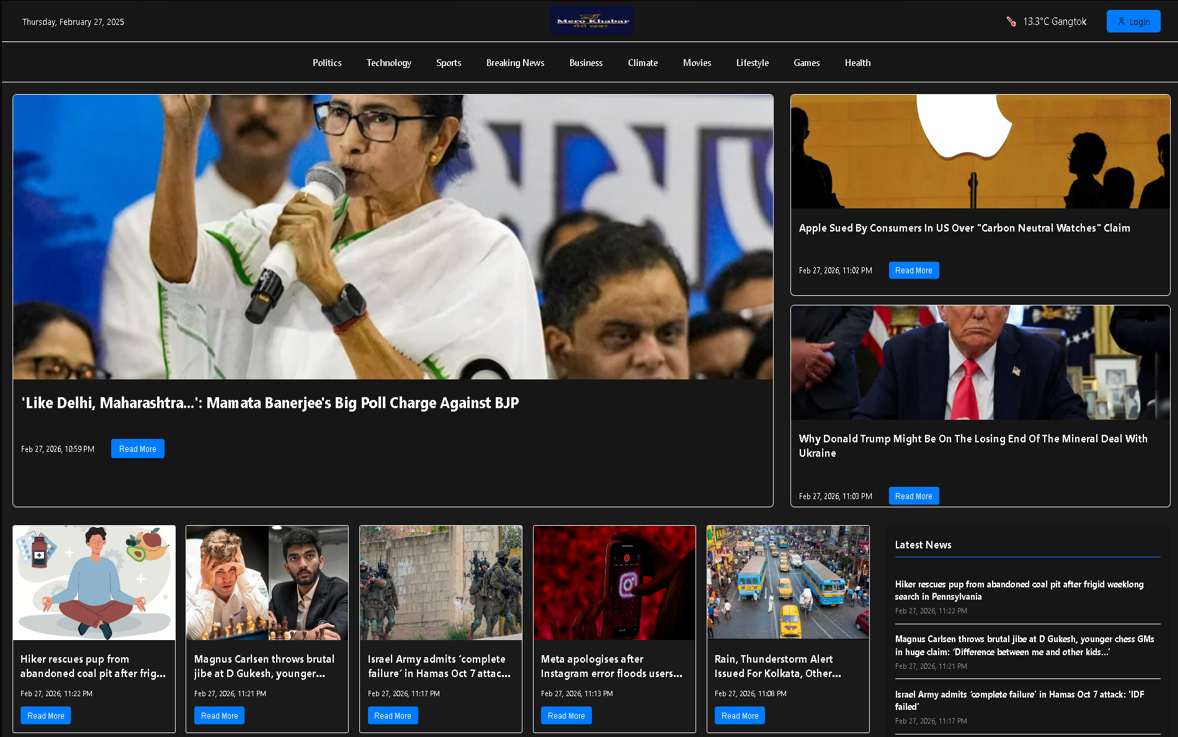 Thursday, February 27, 2025
Mero Khabar
मेरो खबर
13.3°C Gangtok
Login
Politics
Technology
Sports
Breaking News
Business
Climate
Movies
Lifestyle
Games
Health
'Like Delhi, Maharashtra...': Mamata Banerjee's Big Poll Charge Against BJP
Feb 27, 2026, 10:59 PM
Read More
Apple Sued By Consumers In US Over "Carbon Neutral Watches" Claim
Feb 27, 2026, 11:02 PM
Read More
Why Donald Trump Might Be On The Losing End Of The Mineral Deal With
Ukraine
Feb 27, 2026, 11:03 PM
Read More
Hiker rescues pup from
abandoned coal pit after frig...
Feb 27, 2026, 11:22 PM
Read More
Magnus Carlsen throws brutal
jibe at D Gukesh, younger...
Feb 27, 2026, 11:21 PM
Read More
Israel Army admits ‘complete
failure’ in Hamas Oct 7 attac...
Feb 27, 2026, 11:17 PM
Read More
Meta apologises after
Instagram error floods users...
Feb 27, 2026, 11:13 PM
Read More
Rain, Thunderstorm Alert
Issued For Kolkata, Other...
Feb 27, 2026, 11:08 PM
Read More
Latest News
Hiker rescues pup from abandoned coal pit after frigid weeklong
search in Pennsylvania
Feb 27, 2026, 11:22 PM
Magnus Carlsen throws brutal jibe at D Gukesh, younger chess GMs
in huge claim: ‘Difference between me and other kids...’
Feb 27, 2026, 11:21 PM
Israel Army admits ‘complete failure’ in Hamas Oct 7 attack: 'IDF
failed'
Feb 27, 2026, 11:17 PM